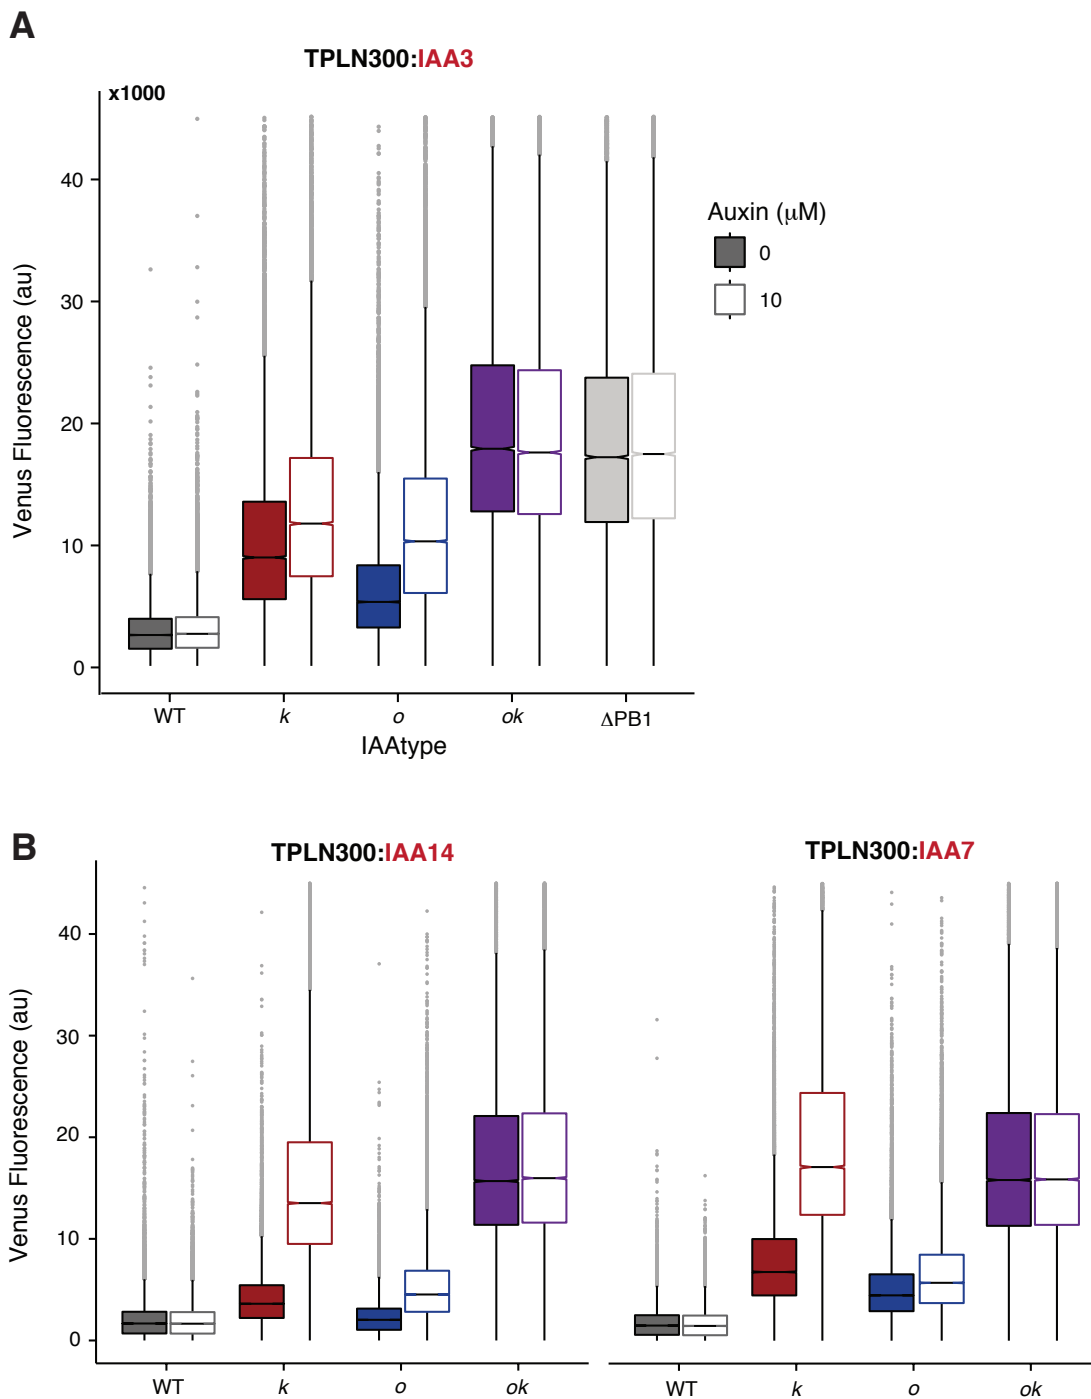 A
TPLN300:IAA3
x1000
40
30
20
10
0
Venus Fluorescence (au)
WT k o ok ΔPB1
IAAtype
Auxin (μM)
0
10
B
TPLN300:IAA14
TPLN300:IAA7
40
30
20
10
0
Venus Fluorescence (au)
WT k o ok
WT k o ok